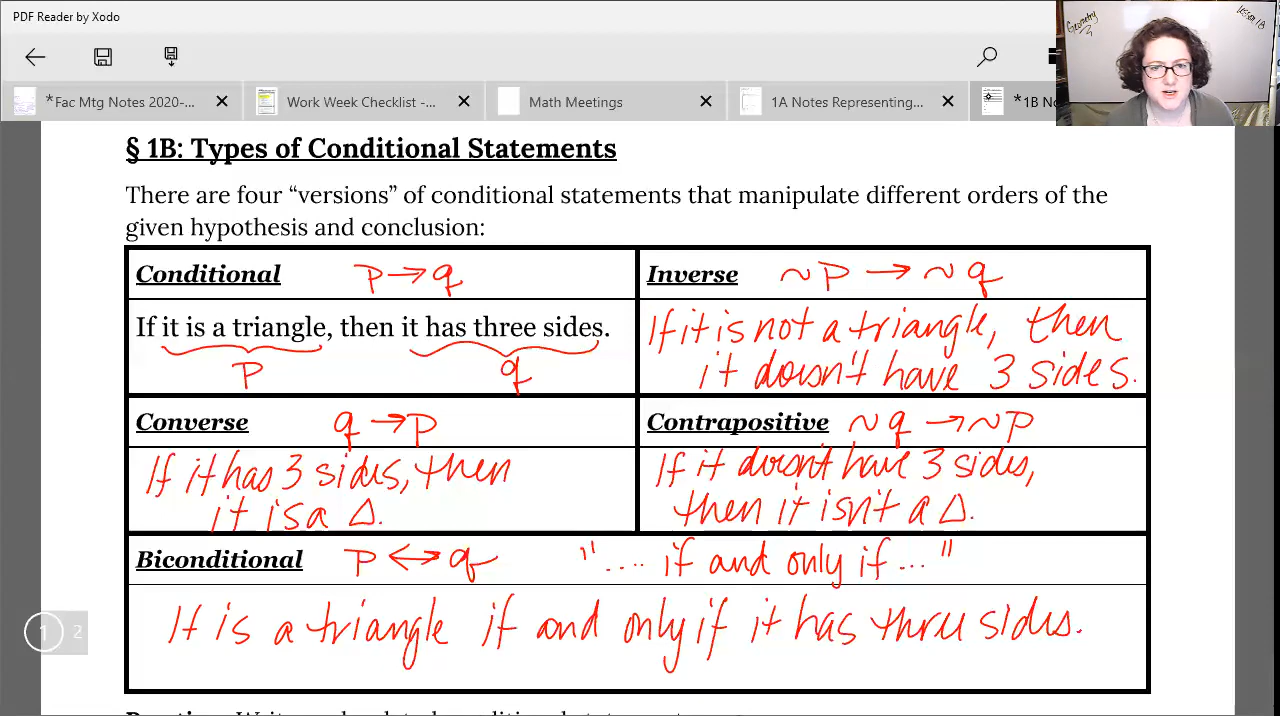 PDF Reader by Xodo
Geometry
Lesson 1B
*Fac Mtg Notes 2020-...
Work Week Checklist -...
Math Meetings
1A Notes Representing...
*1B No
§ 1B: Types of Conditional Statements
There are four “versions” of conditional statements that manipulate different orders of the
given hypothesis and conclusion:
Conditional p → q
If it is a triangle, then it has three sides.
p q
Inverse ~p → ~q
If it is not a triangle, then
it doesn't have 3 sides.
Converse q → p
If it has 3 sides, then
it is a △.
Contrapositive ~q → ~p
If it doesn't have 3 sides,
then it isn't a △.
Biconditional p ↔ q ".... if and only if ..."
It is a triangle if and only if it has three sides.
1 2